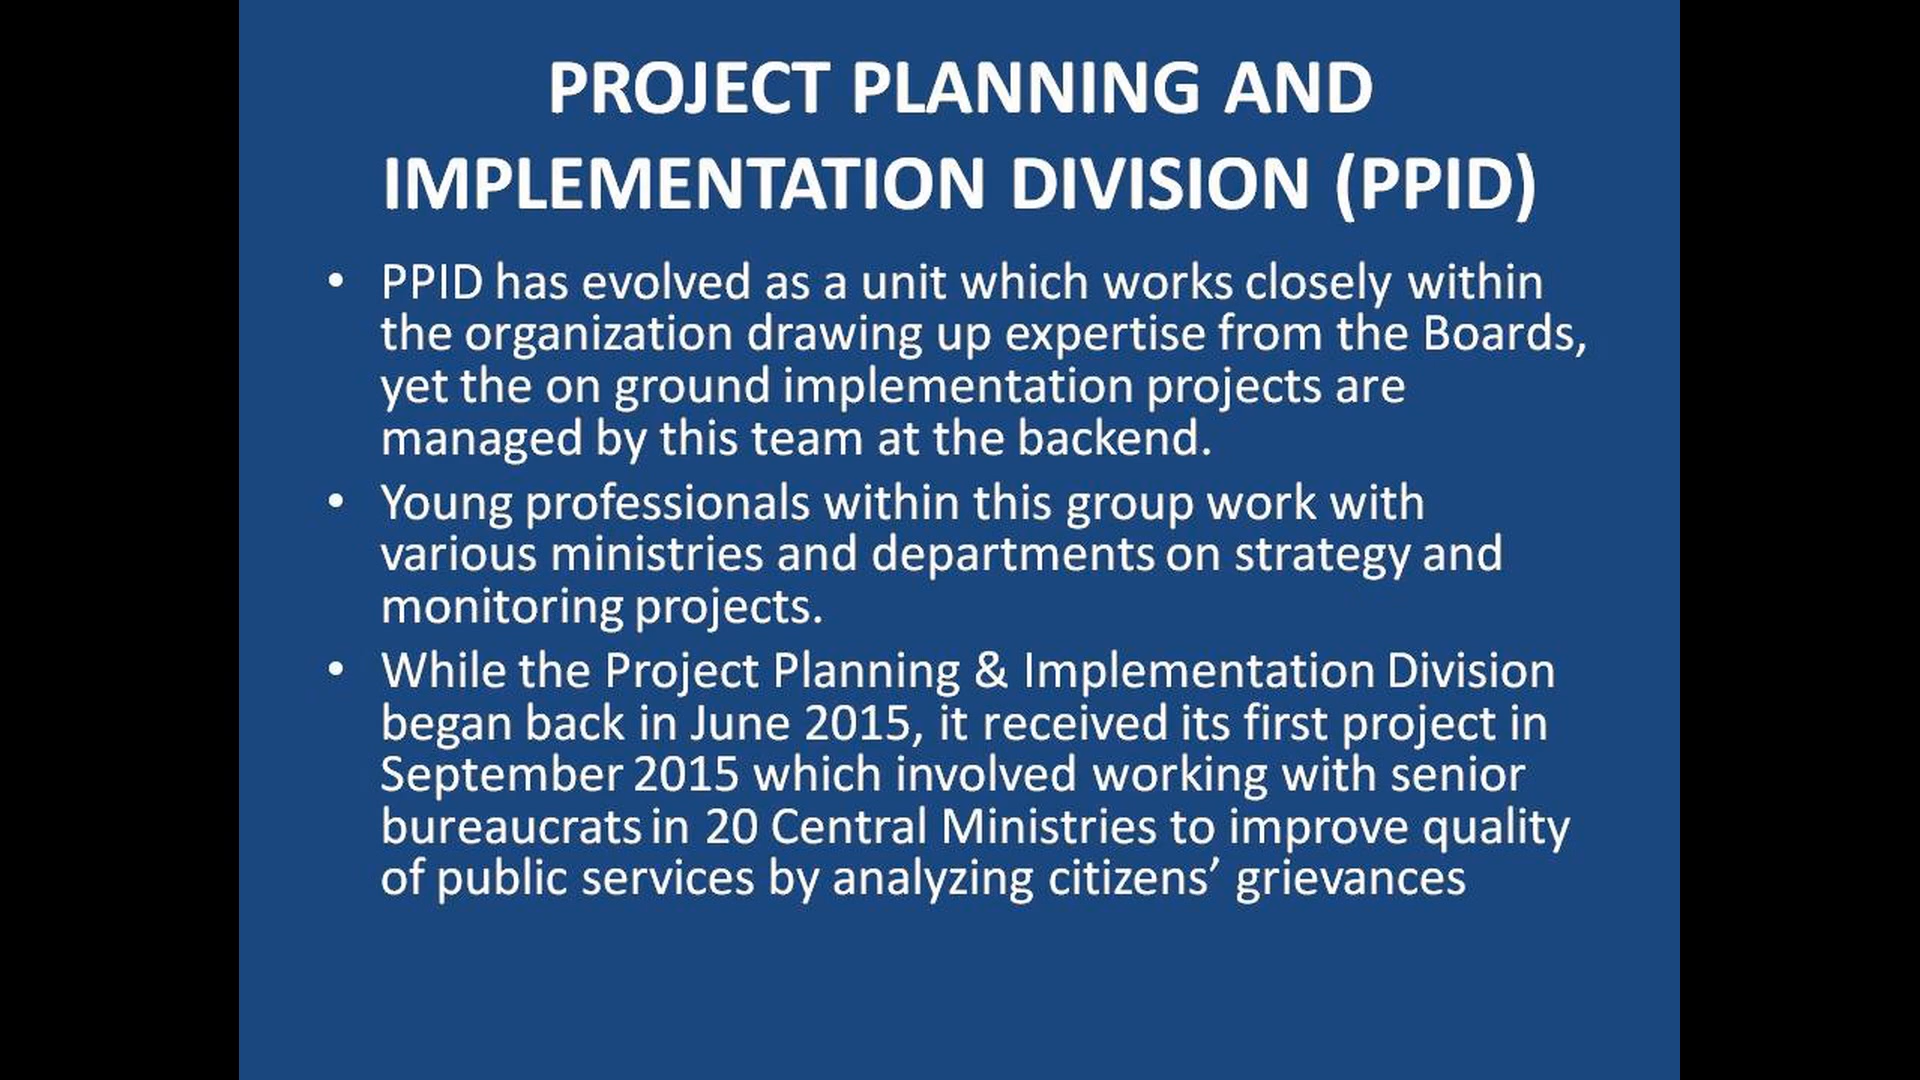 PROJECT PLANNING AND
IMPLEMENTATION DIVISION (PPID)
• PPID has evolved as a unit which works closely within
the organization drawing up expertise from the Boards,
yet the on ground implementation projects are
managed by this team at the backend.
• Young professionals within this group work with
various ministries and departments on strategy and
monitoring projects.
• While the Project Planning & Implementation Division
began back in June 2015, it received its first project in
September 2015 which involved working with senior
bureaucrats in 20 Central Ministries to improve quality
of public services by analyzing citizens’ grievances